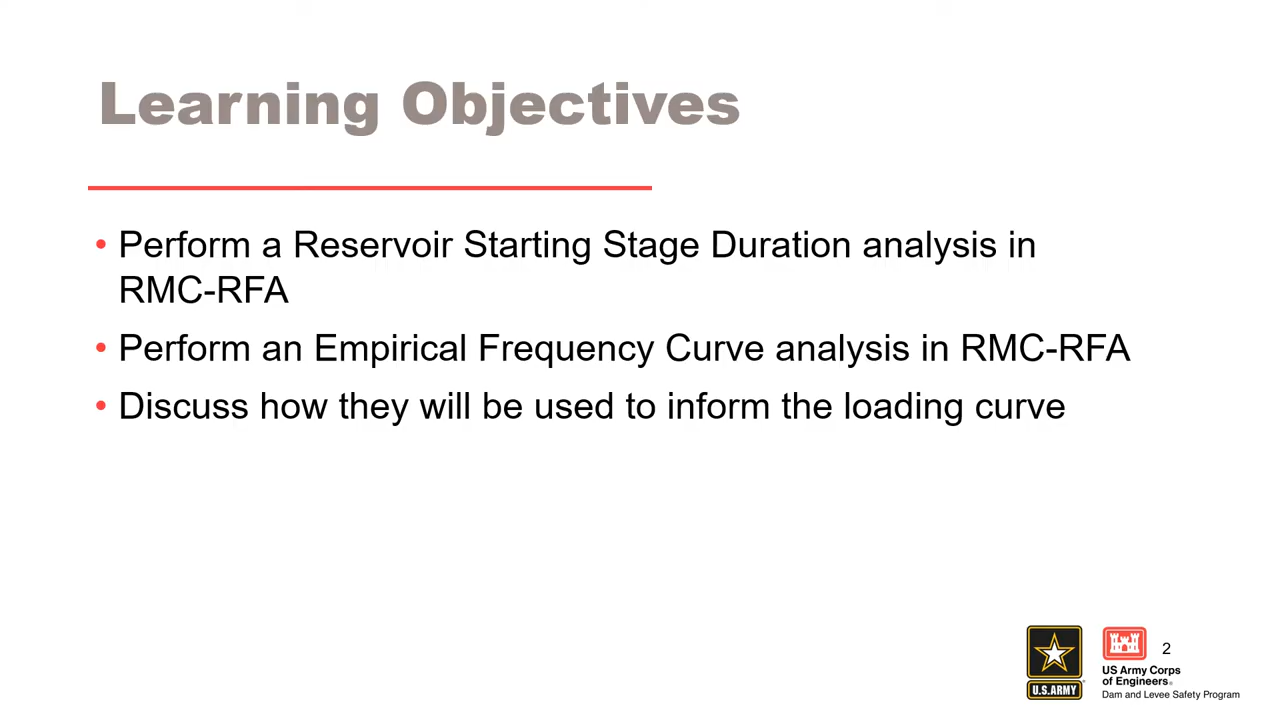 Learning Objectives
• Perform a Reservoir Starting Stage Duration analysis in
RMC-RFA
• Perform an Empirical Frequency Curve analysis in RMC-RFA
• Discuss how they will be used to inform the loading curve
U.S.ARMY
2
US Army Corps
of Engineers®
Dam and Levee Safety Program